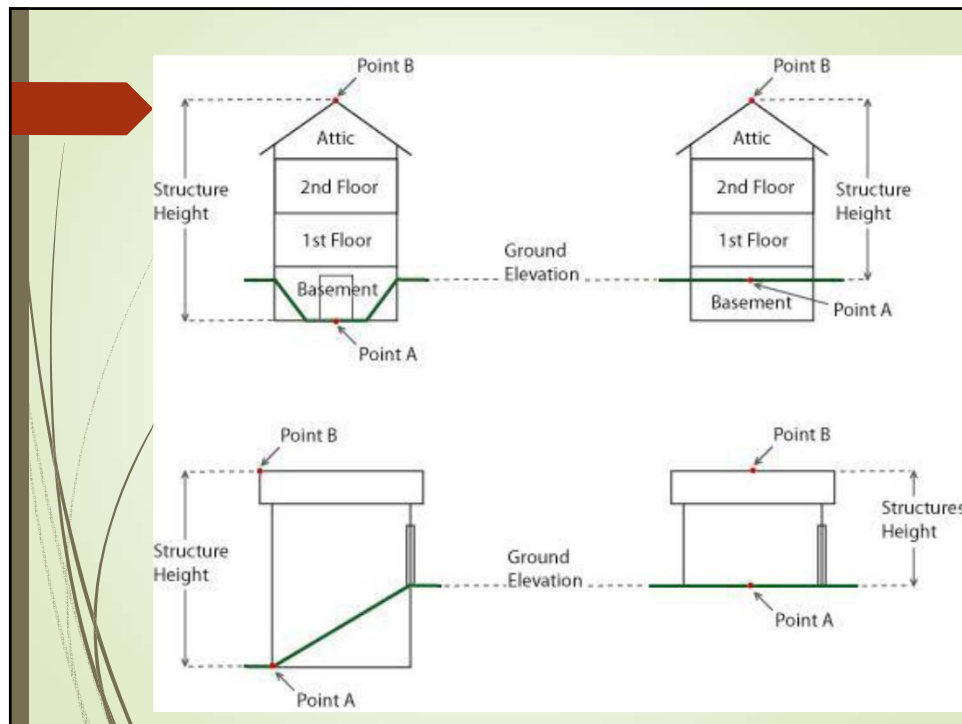 Point B
Attic
2nd Floor
1st Floor
Basement
Structure
Height
Point A
Ground
Elevation
Point B
Attic
2nd Floor
1st Floor
Basement
Structure
Height
Point A
Point B
Structure
Height
Point A
Ground
Elevation
Point B
Structures
Height
Point A